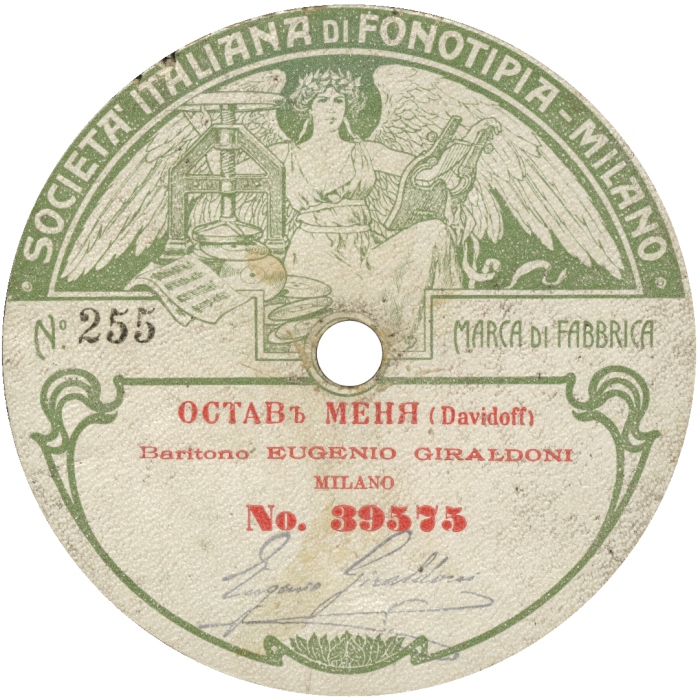 SOCIETA' ITALIANA DI FONOTIPIA - MILANO
No. 255
MARCA DI FABBRICA
ОСТАВЪ МЕНЯ (Davidoff)
Baritono EUGENIO GIRALDONI
MILANO
No. 39575
Eugenio Giraldoni